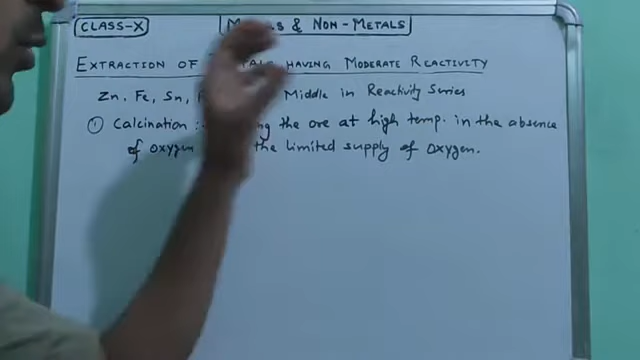 CLASS-X
& NON-METALS
EXTRACTION OF HAVING MODERATE REACTIVITY
Zn, Fe, Sn, Middle in Reactivity Series
① Calcination :- the ore at high temp. in the absence
of oxygen the limited supply of oxygen.